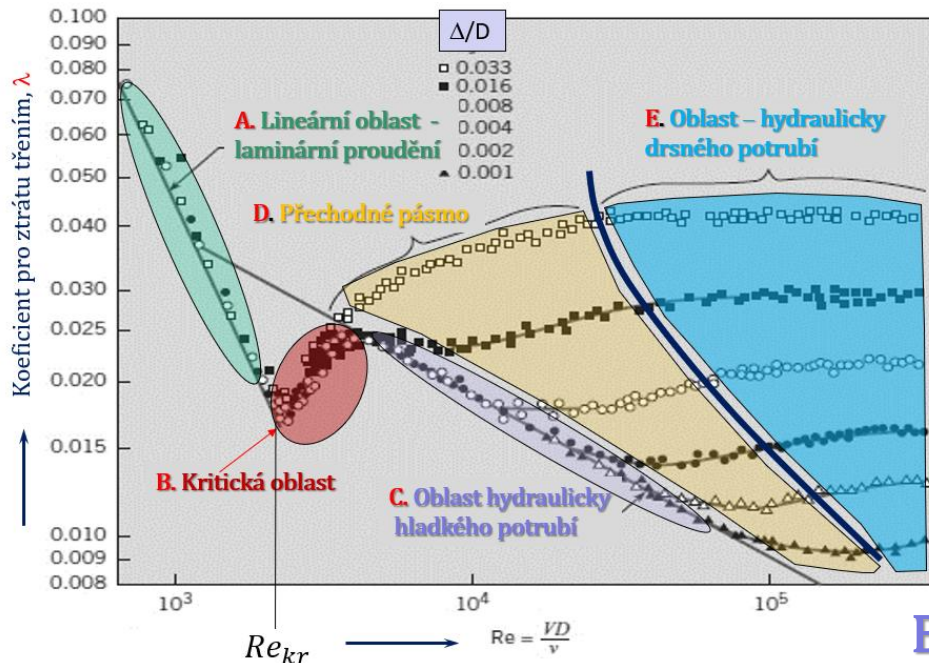 0.100
0.090
0.080
0.070
0.060
0.050
0.040
0.030
0.025
0.020
0.015
0.010
0.009
0.008
Koeficient pro ztrátu třením, λ
Δ/D
0.033
0.016
0.008
0.004
0.002
0.001
A. Lineární oblast -
laminární proudění
E. Oblast – hydraulicky
drsného potrubí
D. Přechodné pásmo
B. Kritická oblast
C. Oblast hydraulicky
hladkého potrubí
10³
10⁴
10⁵
Re_kr
Re = VD/ν